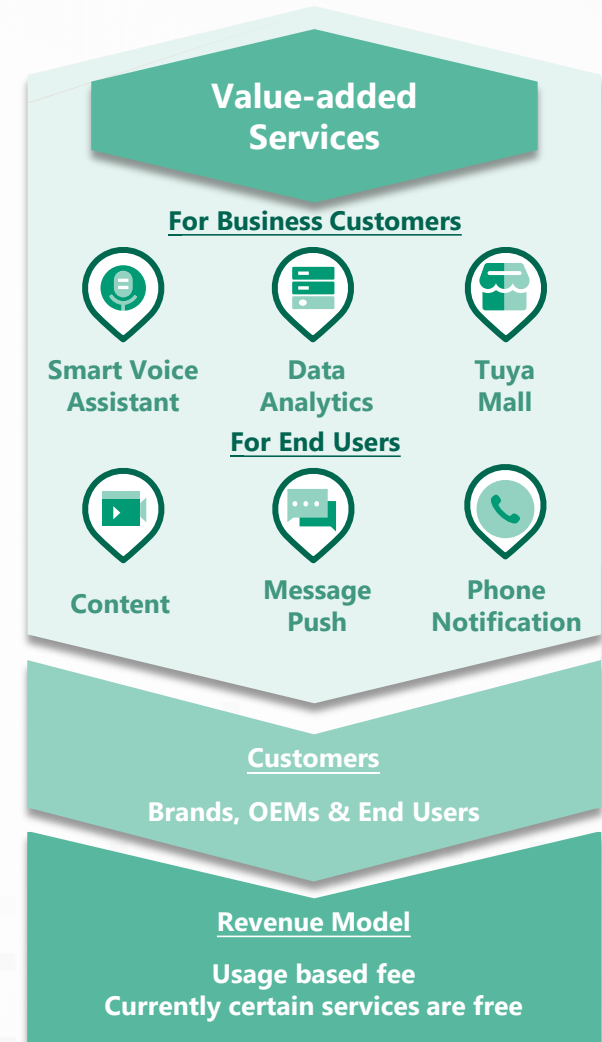 Value-added
Services
For Business Customers
Smart Voice
Assistant
Data
Analytics
Tuya
Mall
For End Users
Content
Message
Push
Phone
Notification
Customers
Brands, OEMs & End Users
Revenue Model
Usage based fee
Currently certain services are free